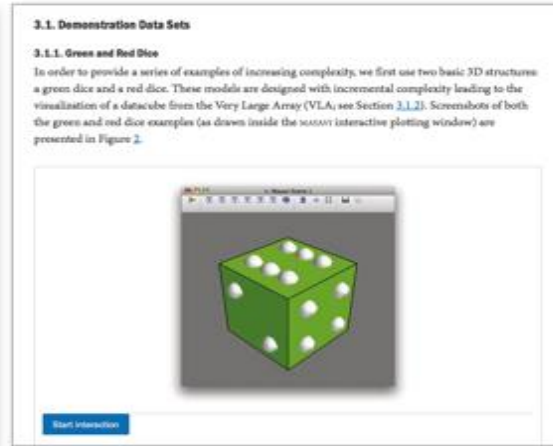 3.1. Demonstration Data Sets
3.1.1. Green and Red Dice
In order to provide a series of examples of increasing complexity, we first use two basic 3D structures:
a green dice and a red dice. These models are designed with incremental complexity leading to the
visualization of a datacube from the Very Large Array (VLA; see Section 3.1.2). Screenshots of both
the green and red dice examples (as drawn inside the MAYAVI interactive plotting window) are
presented in Figure 2.
Start interaction